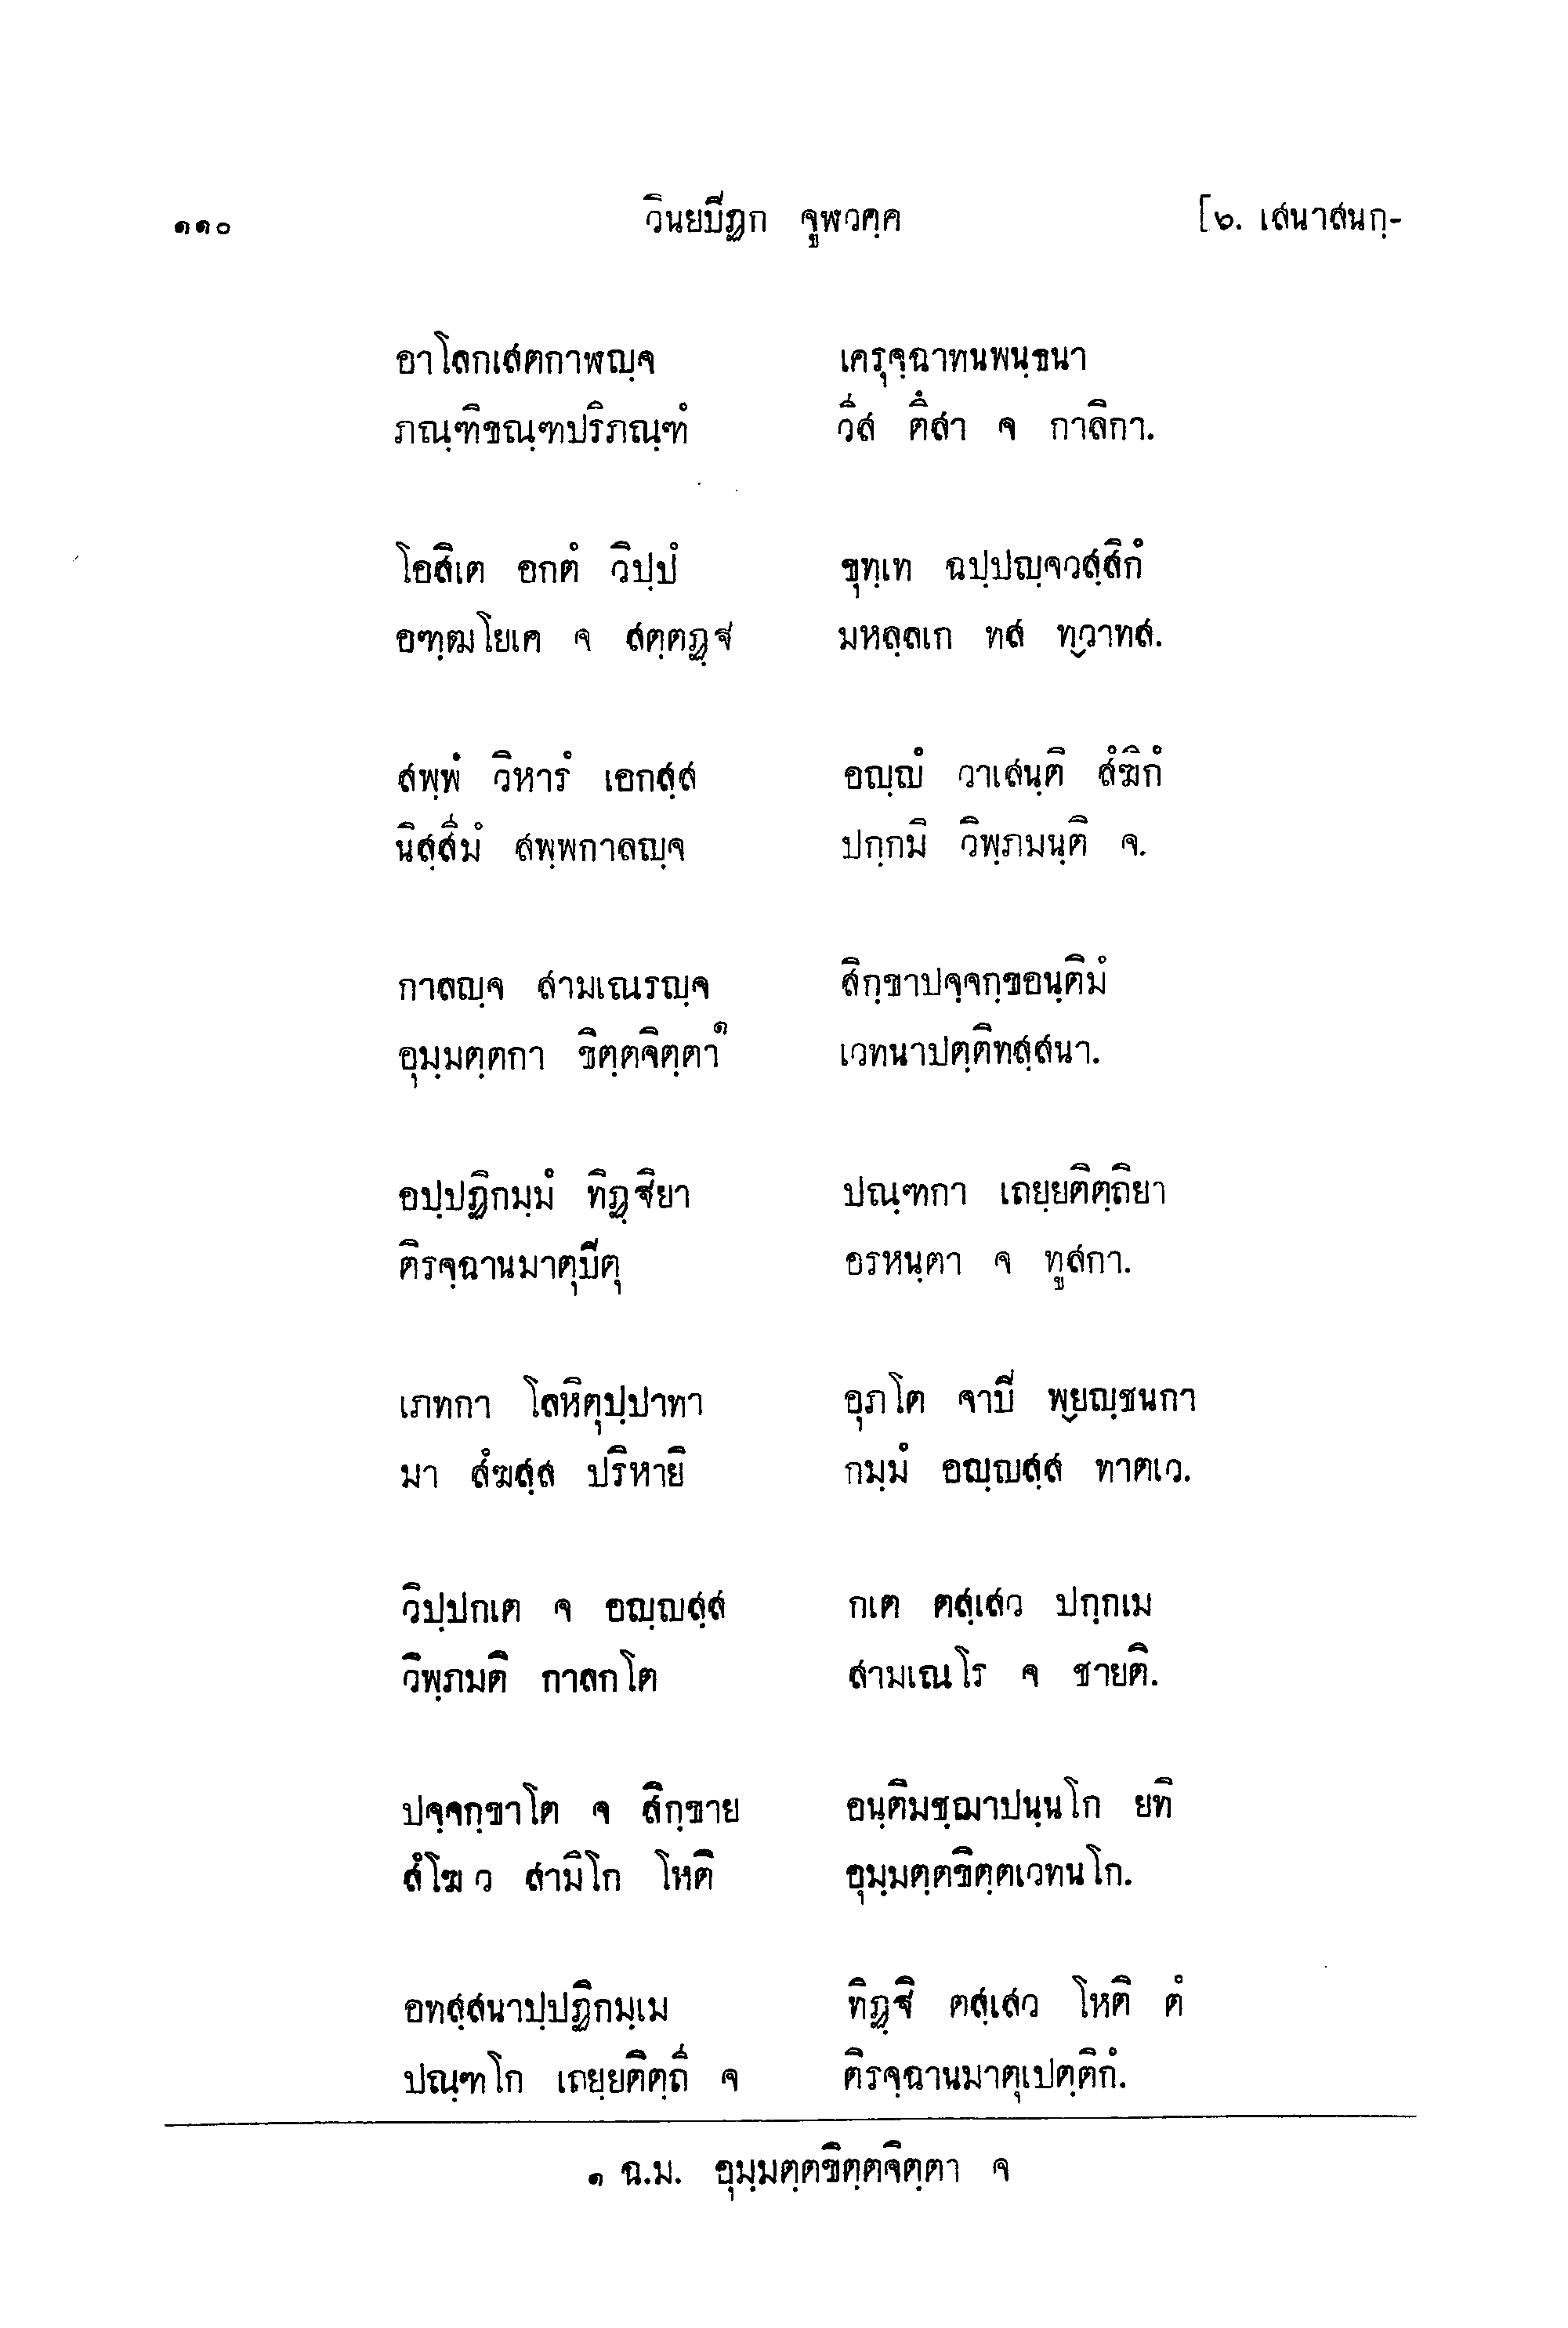 ๑๑๐ วินยปิฏก จูฬวคฺค [๖. เสนาสนกฺ-
อาโลกเสตกาฬญฺจ เครุจฺฉาทนพนฺธนา
ภณฺฑิขณฺฑปริภณฺฑํ วีส ตึสา จ กาลิกา.
โอสิเต อกตํ วิปฺปํ ขุทฺเท ฉปฺปญฺจวสฺสิกํ
อฑฺฒโยเค จ สตฺตฏฺฐ มหลฺลเก ทส ทฺวาทส.
สพฺพํ วิหารํ เอกสฺส อญฺญํ วาเสนฺติ สํฆิกํ
นิสฺสีมํ สพฺพกาลญฺจ ปกฺกมิ วิพฺภมนฺติ จ.
กาลญฺจ สามเณรญฺจ สิกฺขาปจฺจกฺขอนฺติมํ
อุมฺมตฺตกา ขิตฺตจิตฺตา๑ เวทนาปตฺติทสฺสนา.
อปฺปฏิกมฺมํ ทิฏฺฐิยา ปณฺฑกา เถยฺยติตฺถิยา
ติรจฺฉานมาตุปิตุ อรหนฺตา จ ทูสกา.
เภทกา โลหิตุปฺปาทา อุภโต จาปิ พฺยญฺชนกา
มา สํฆสฺส ปริหายิ กมฺมํ อญฺญสฺส ทาตเว.
วิปฺปกเต จ อญฺญสฺส กเต ตสฺเสว ปกฺกเม
วิพฺภมติ กาลกโต สามเณโร จ ชายติ.
ปจฺจกฺขาโต จ สิกฺขาย อนฺติมชฺฌาปนฺนโก ยทิ
สํโฆ ว สามิโก โหติ อุมฺมตฺตขิตฺตเวทนโก.
อทสฺสนาปฺปฏิกมฺเม ทิฏฺฐิ ตสฺเสว โหติ ตํ
ปณฺฑโก เถยฺยติตฺถี จ ติรจฺฉานมาตุเปตฺติกํ.
๑ ฉ.ม. อุมฺมตฺตขิตฺตจิตฺตา จ